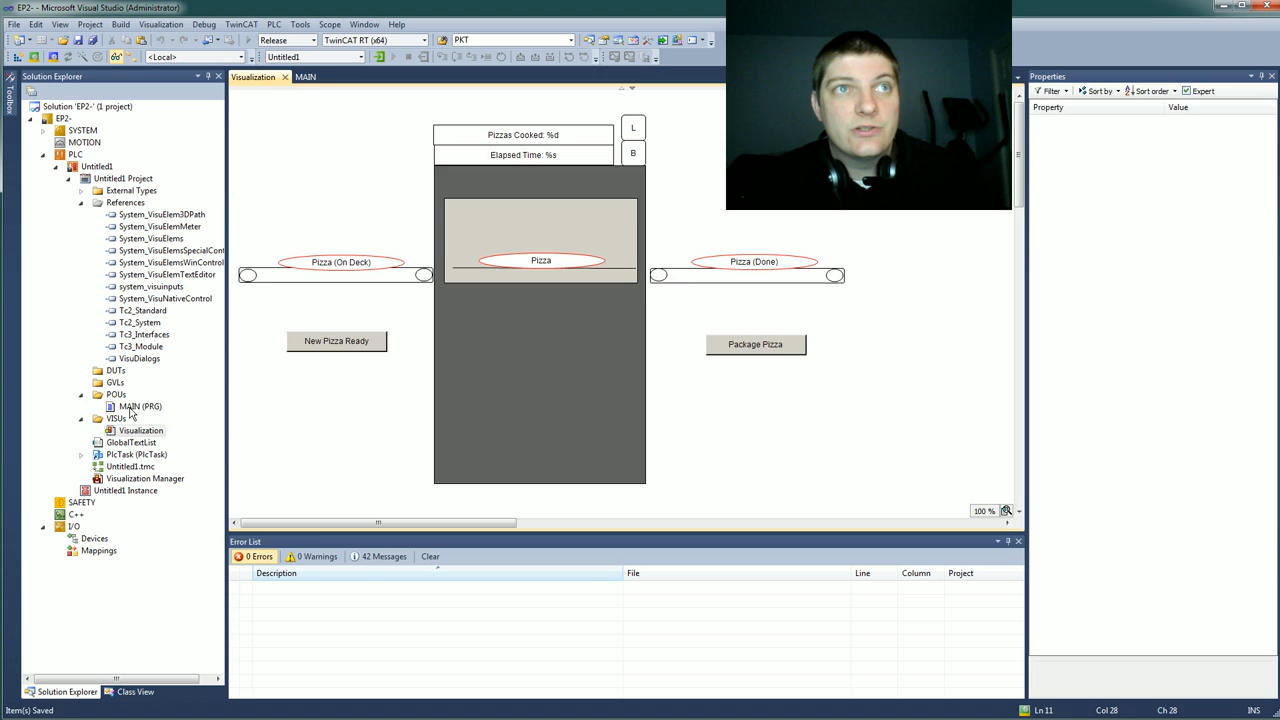 EP2- - Microsoft Visual Studio (Administrator)
File Edit View Project Build Visualization Debug TwinCAT PLC Tools Scope Window Help
Release TwinCAT RT (x64) PKT
<Local> Untitled1
Solution Explorer
Toolbox
Solution 'EP2-' (1 project)
EP2-
SYSTEM
MOTION
PLC
Untitled1
Untitled1 Project
External Types
References
System_VisuElem3DPath
System_VisuElemMeter
System_VisuElems
System_VisuElemsSpecialCont
System_VisuElemsWinControl
System_VisuElemTextEditor
system_visuinputs
System_VisuNativeControl
Tc2_Standard
Tc2_System
Tc3_Interfaces
Tc3_Module
VisuDialogs
DUTs
GVLs
POUs
MAIN (PRG)
VISUs
Visualization
GlobalTextList
PlcTask (PlcTask)
Untitled1.tmc
Visualization Manager
Untitled1 Instance
SAFETY
C++
I/O
Devices
Mappings
Solution Explorer Class View
Visualization MAIN
Pizzas Cooked: %d L
Elapsed Time: %s B
Pizza (On Deck) Pizza Pizza (Done)
New Pizza Ready Package Pizza
100 %
Error List
0 Errors 0 Warnings 42 Messages Clear
Description File Line Column Project
Properties
Filter Sort by Sort order Expert
Property Value
Item(s) Saved Ln 11 Col 28 Ch 28 INS